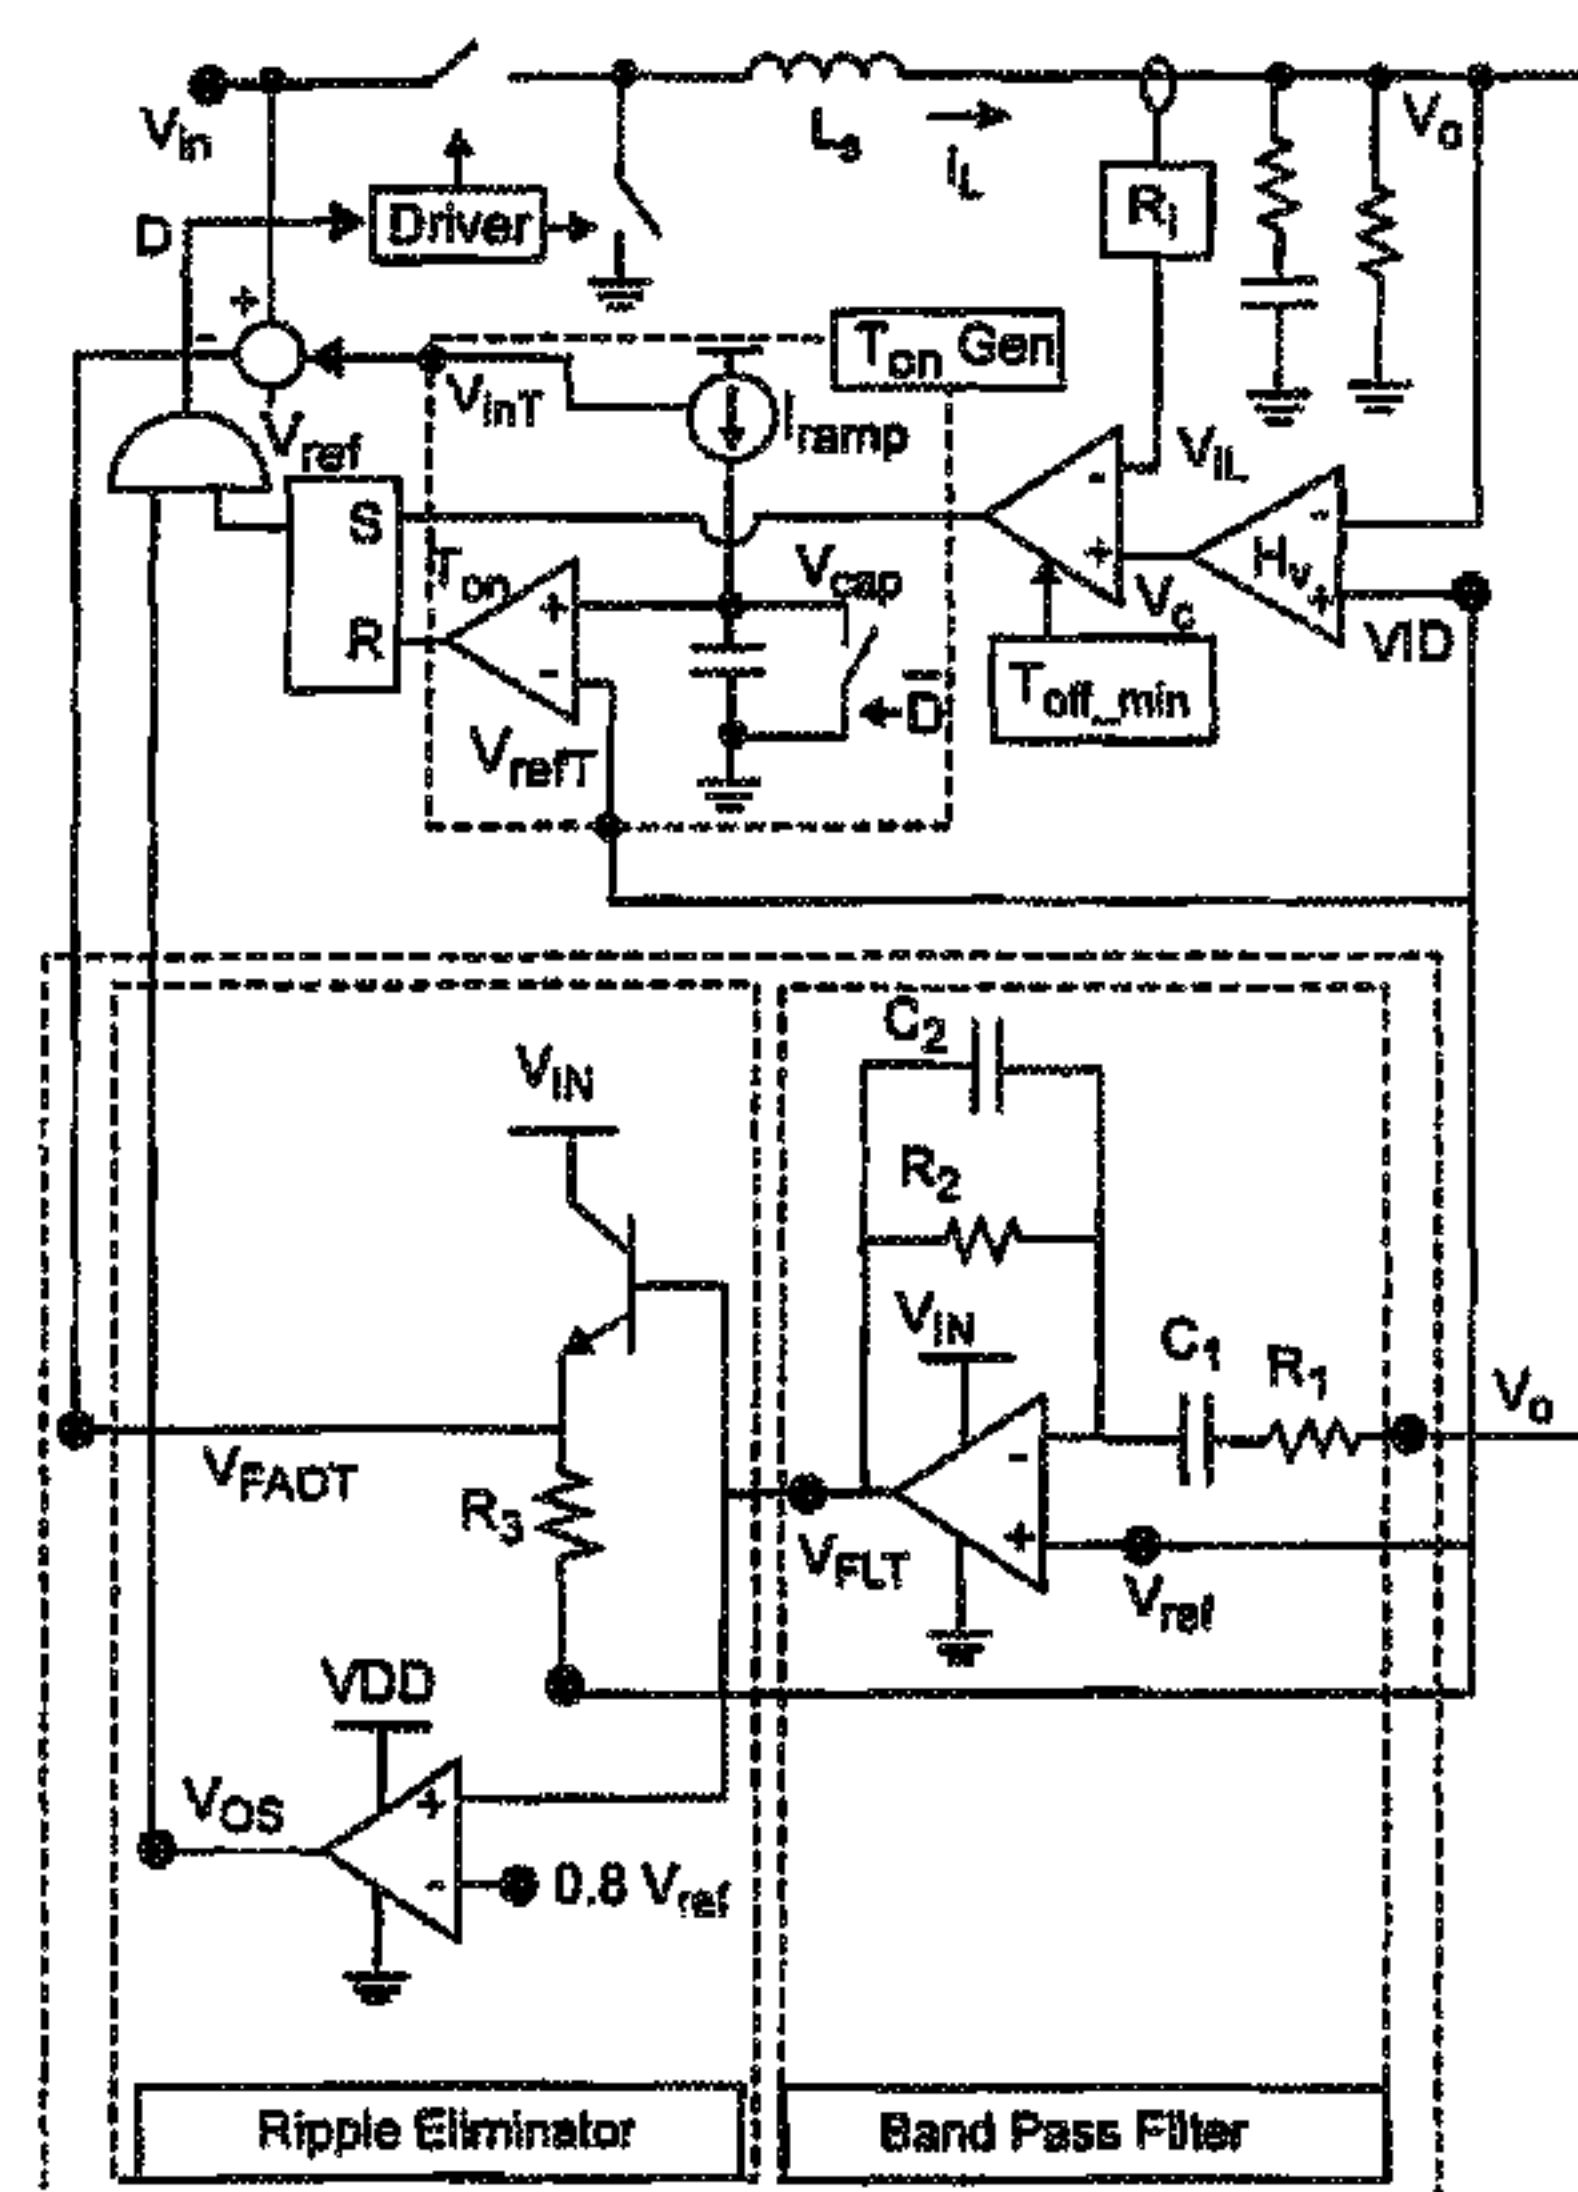 Vin
Ls
iL
Vo
Ri
D
Driver
+
-
Ton Gen
VinT
Iramp
Vref
VIL
-
S
-
Hv
+
Ton
Vcap
+
+
Vc
VID
R
-
D
Toff_min
VrefT
C2
VIN
R2
VIN
C1
R1
Vo
-
VFAOT
R3
+
VFLT
Vref
VDD
VOS
+
-
0.8 Vref
Ripple Eliminator
Band Pass Filter